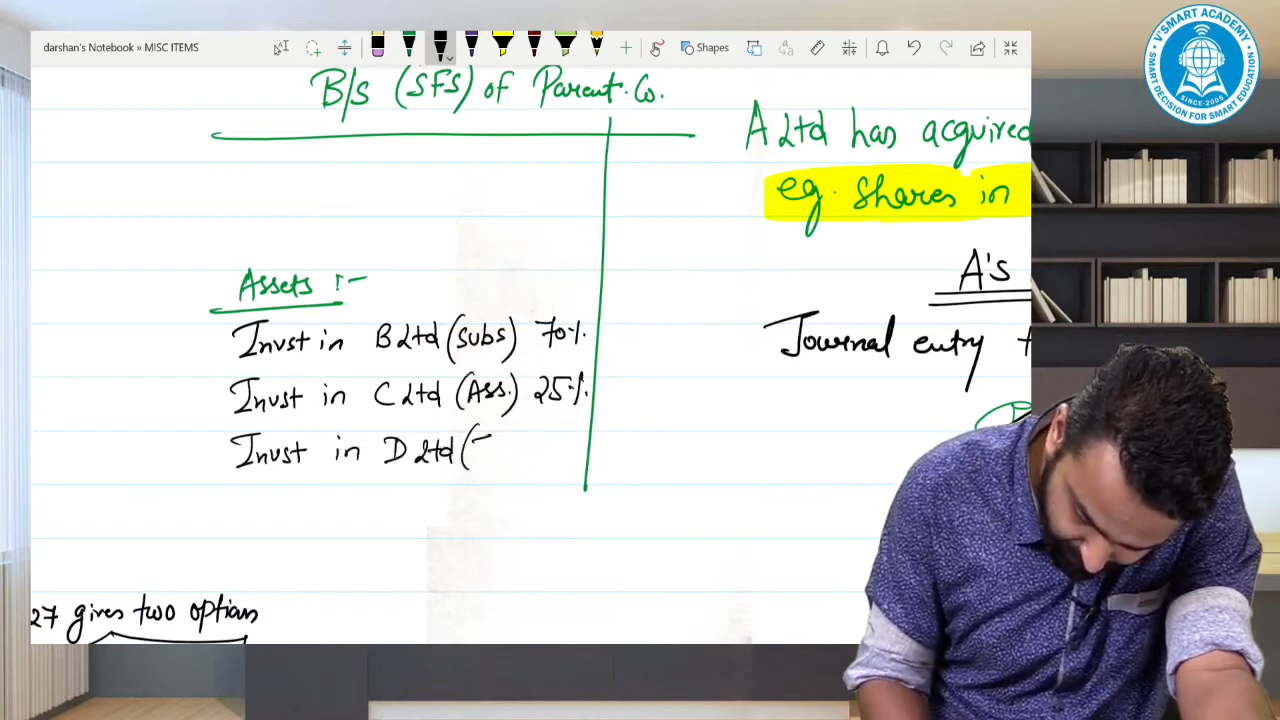 darshan's Notebook » MISC ITEMS
Shapes
B/s (SFS) of Parent. Co.
A Ltd has acquired
eg. Shares in
Assets :-
Invst in B Ltd (subs) 70%
Invst in C Ltd (Ass.) 25%
Invst in D Ltd (-
A's
Journal entry
27 gives two options
V'SMART ACADEMY
SINCE-2005
SMART DECISION FOR SMART EDUCATION